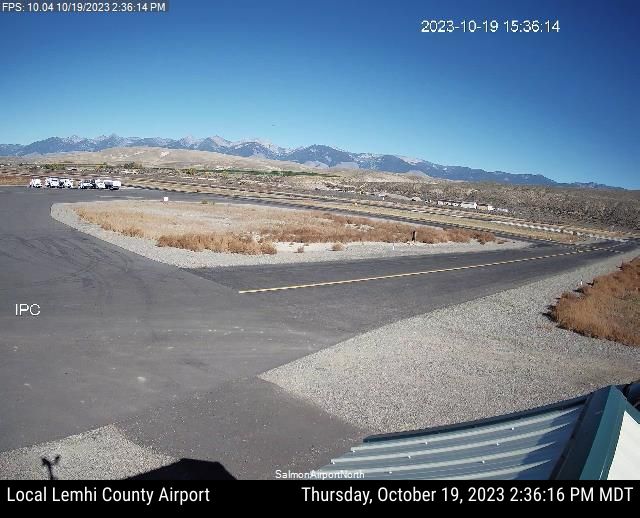 FPS: 10.04 10/19/2023 2:36:14 PM
2023-10-19 15:36:14
IPC
SalmonAirportNorth
Local Lemhi County Airport
Thursday, October 19, 2023 2:36:16 PM MDT